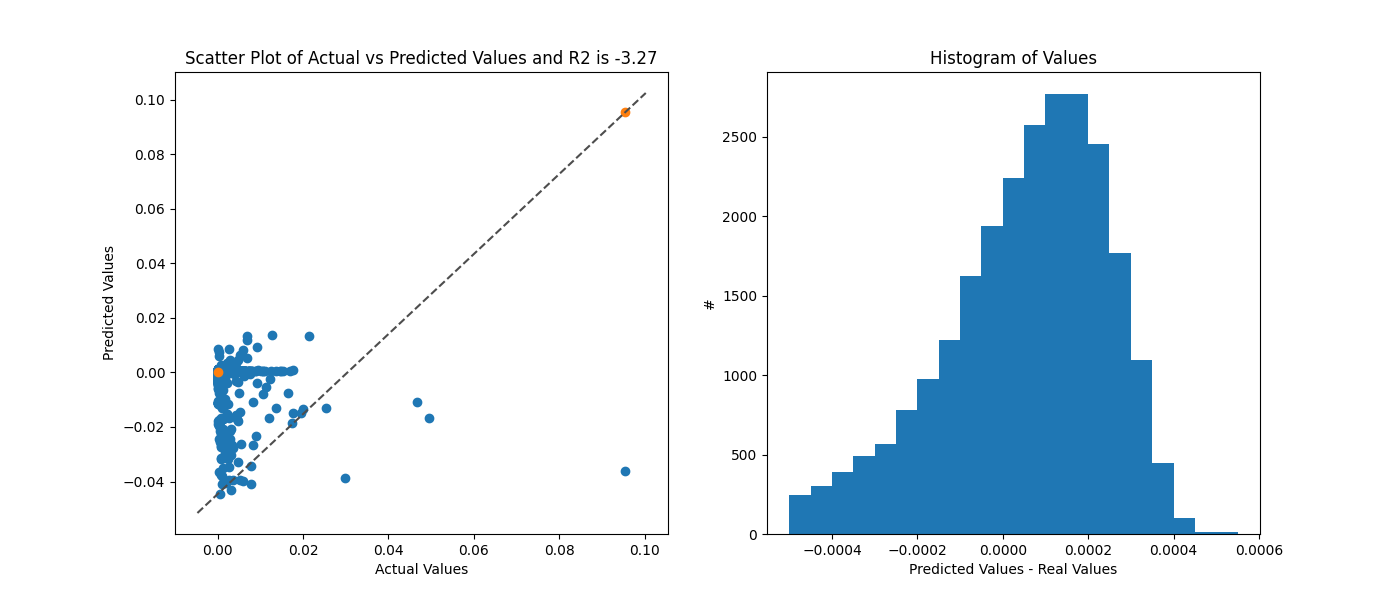 Scatter Plot of Actual vs Predicted Values and R2 is -3.27
Predicted Values
0.10
0.08
0.06
0.04
0.02
0.00
−0.02
−0.04
0.00 0.02 0.04 0.06 0.08 0.10
Actual Values
Histogram of Values
#
2500
2000
1500
1000
500
0
−0.0004 −0.0002 0.0000 0.0002 0.0004 0.0006
Predicted Values - Real Values